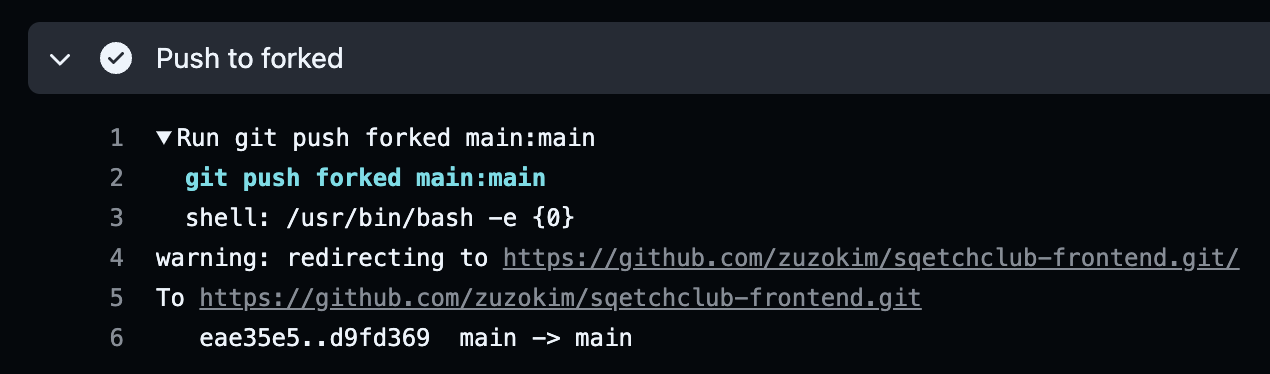 Push to forked
1 ▼Run git push forked main:main
2 git push forked main:main
3 shell: /usr/bin/bash -e {0}
4 warning: redirecting to https://github.com/zuzokim/sqetchclub-frontend.git/
5 To https://github.com/zuzokim/sqetchclub-frontend.git
6 eae35e5..d9fd369  main -> main